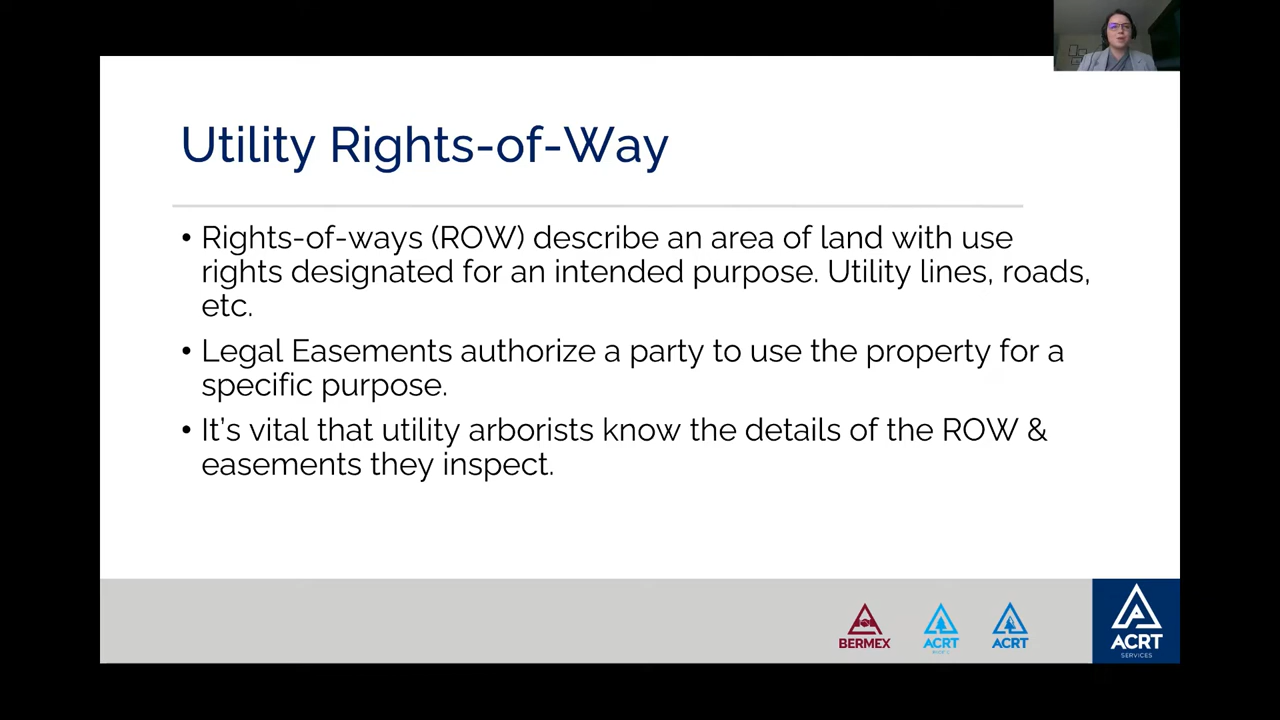 Utility Rights-of-Way
• Rights-of-ways (ROW) describe an area of land with use
rights designated for an intended purpose. Utility lines, roads,
etc.
• Legal Easements authorize a party to use the property for a
specific purpose.
• It's vital that utility arborists know the details of the ROW &
easements they inspect.
BERMEX
ACRT
ACRT
ACRT
SERVICES